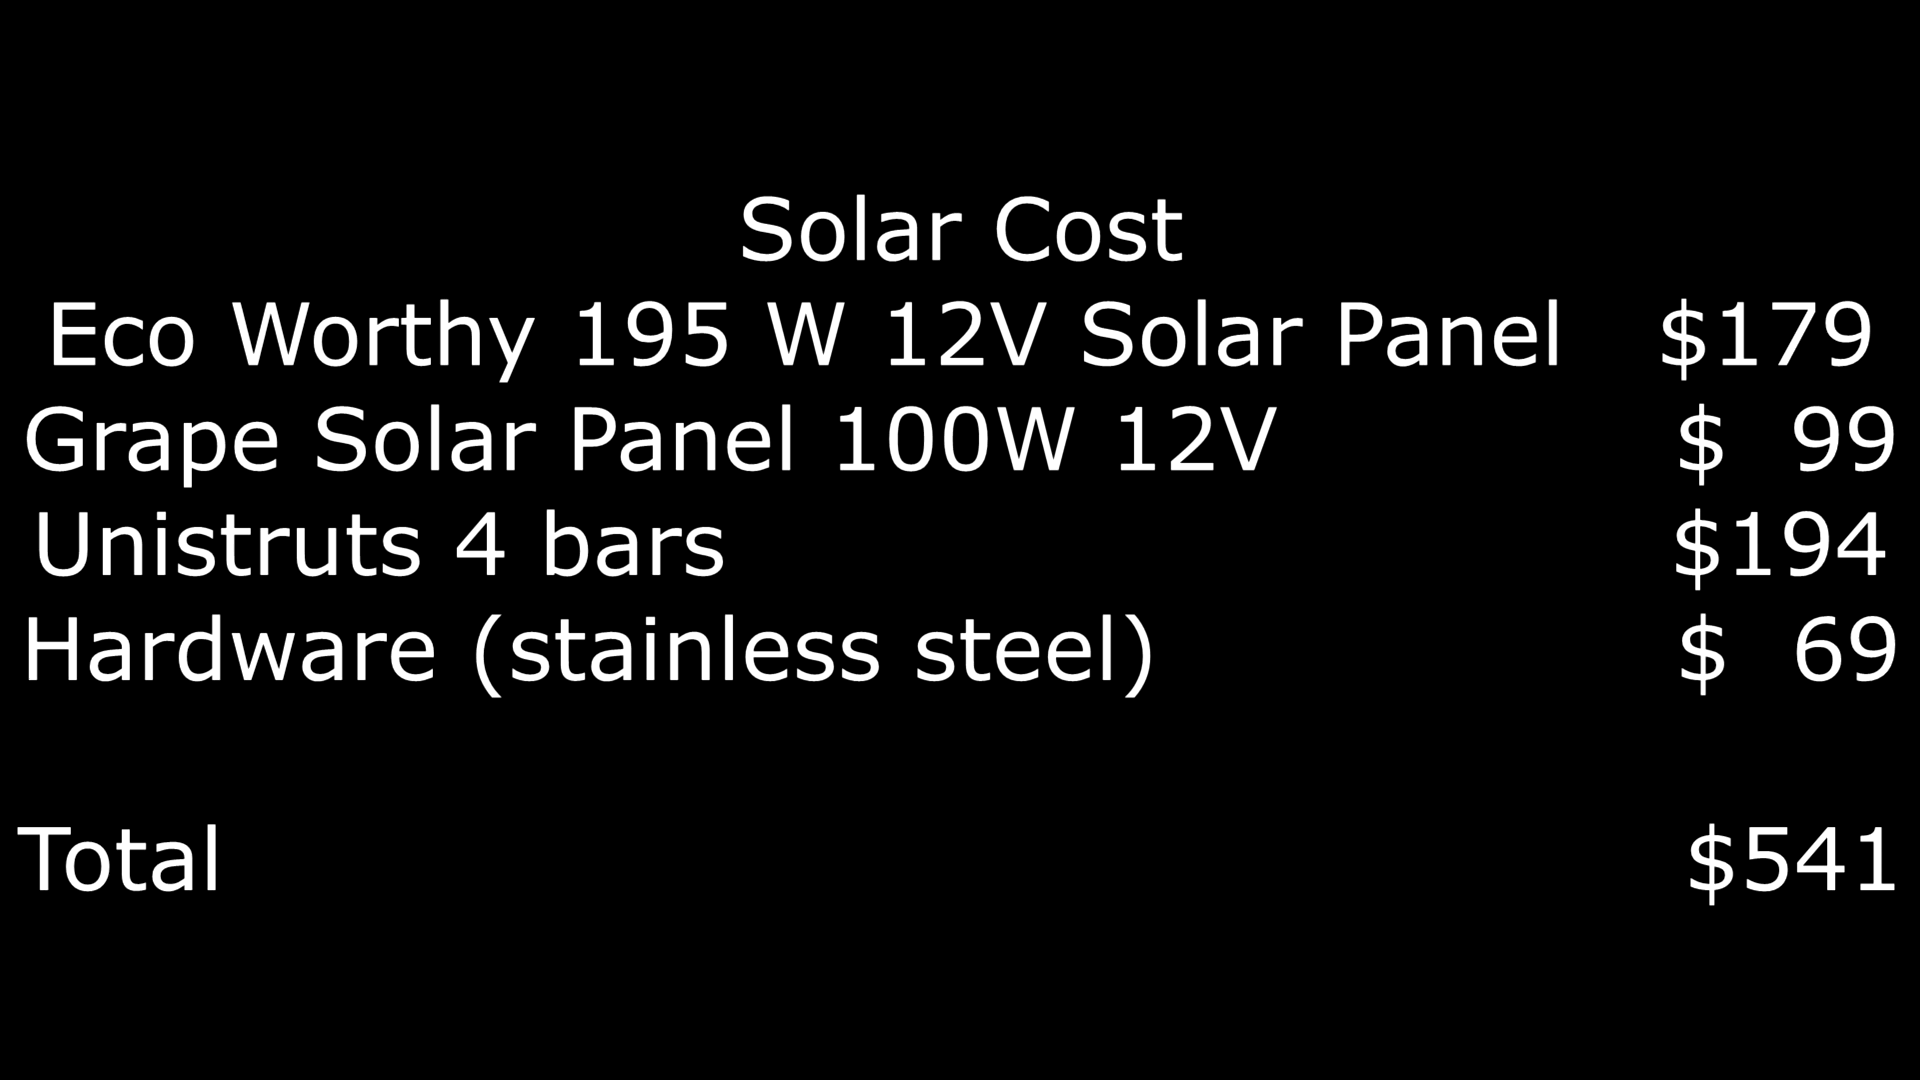 Solar Cost
Eco Worthy 195 W 12V Solar Panel $179
Grape Solar Panel 100W 12V $ 99
Unistruts 4 bars $194
Hardware (stainless steel) $ 69
Total $541